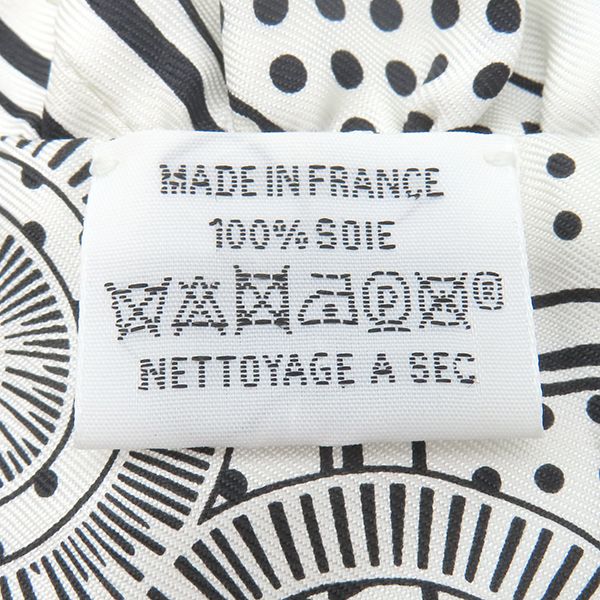 MADE IN FRANCE
100% SOIE
®
NETTOYAGE A SEC